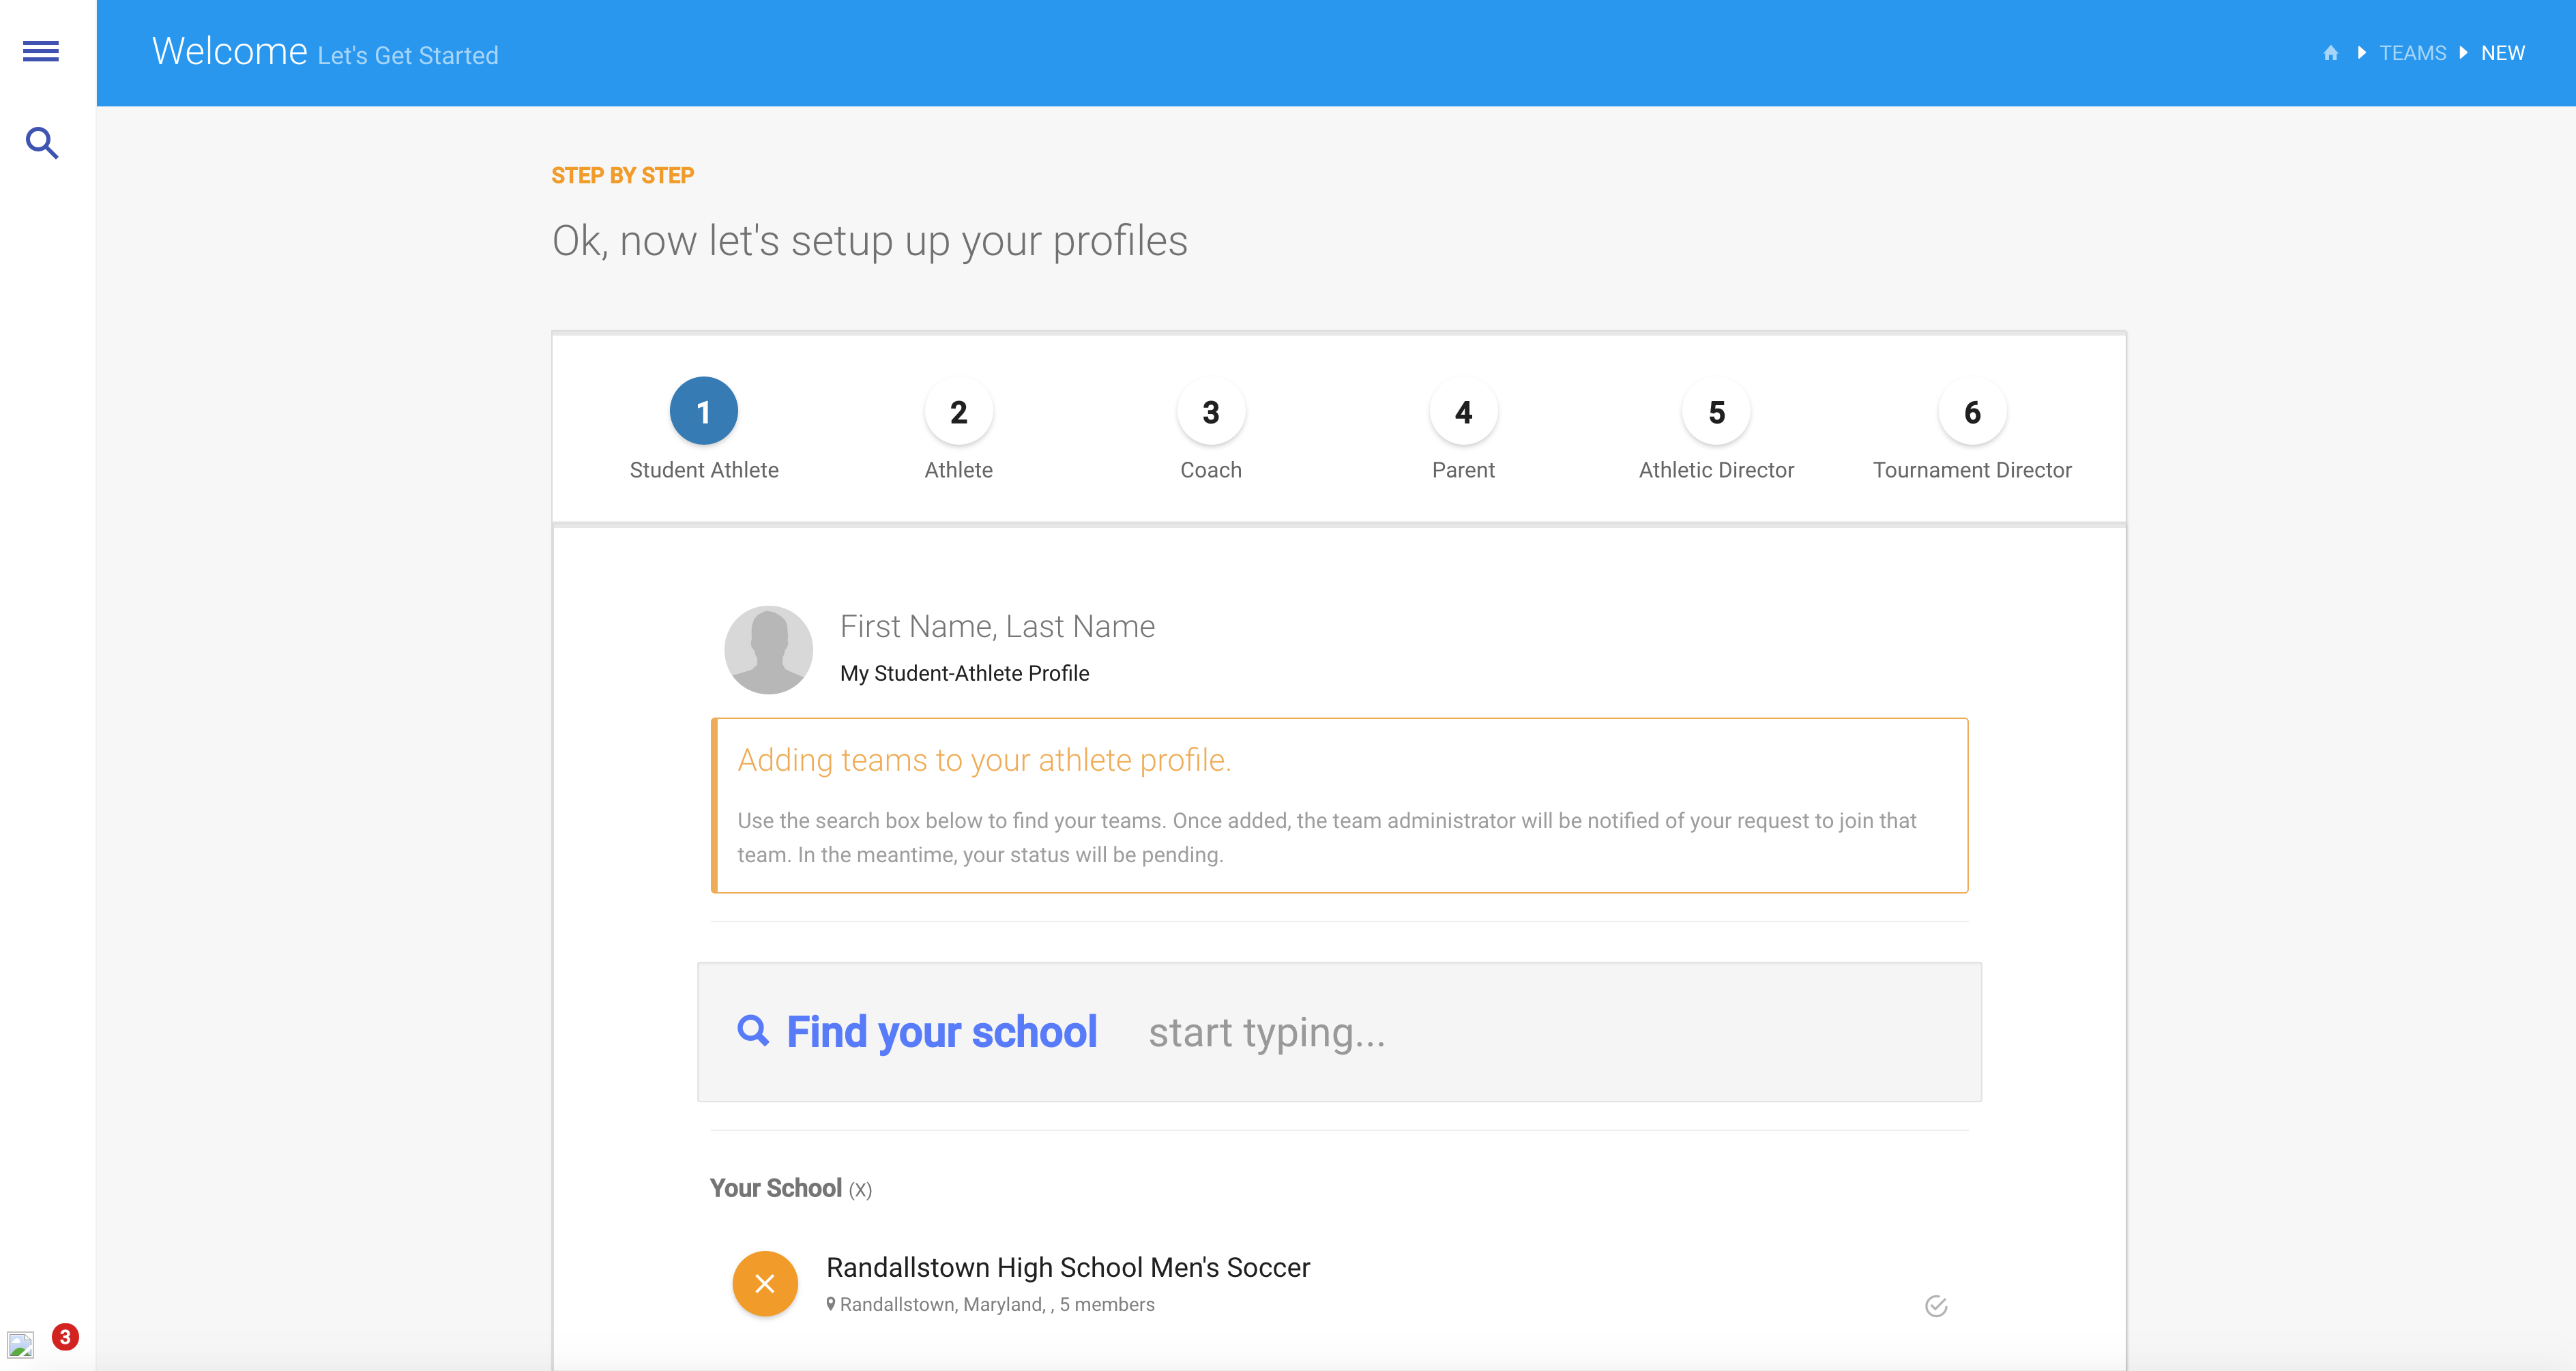 Welcome Let's Get Started
TEAMS NEW
STEP BY STEP
Ok, now let's setup up your profiles
1 2 3 4 5 6
Student Athlete Athlete Coach Parent Athletic Director Tournament Director
First Name, Last Name
My Student-Athlete Profile
Adding teams to your athlete profile.
Use the search box below to find your teams. Once added, the team administrator will be notified of your request to join that
team. In the meantime, your status will be pending.
Find your school start typing...
Your School (X)
Randallstown High School Men's Soccer
Randallstown, Maryland, , 5 members
3